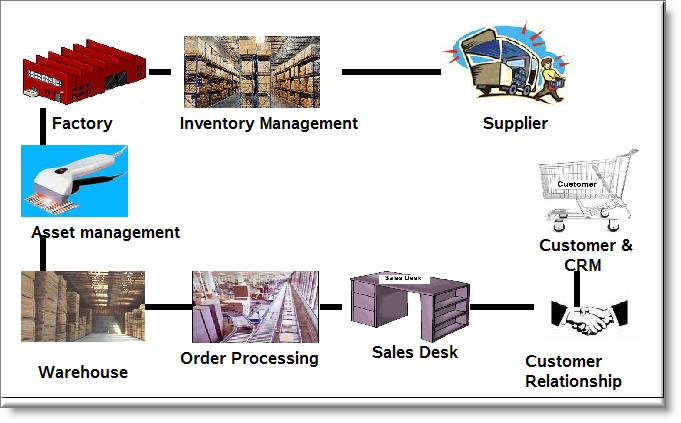 Factory
Inventory Management
Supplier
Customer
Asset management
Customer &
CRM
Sales Desk
Warehouse
Order Processing
Sales Desk
Customer
Relationship